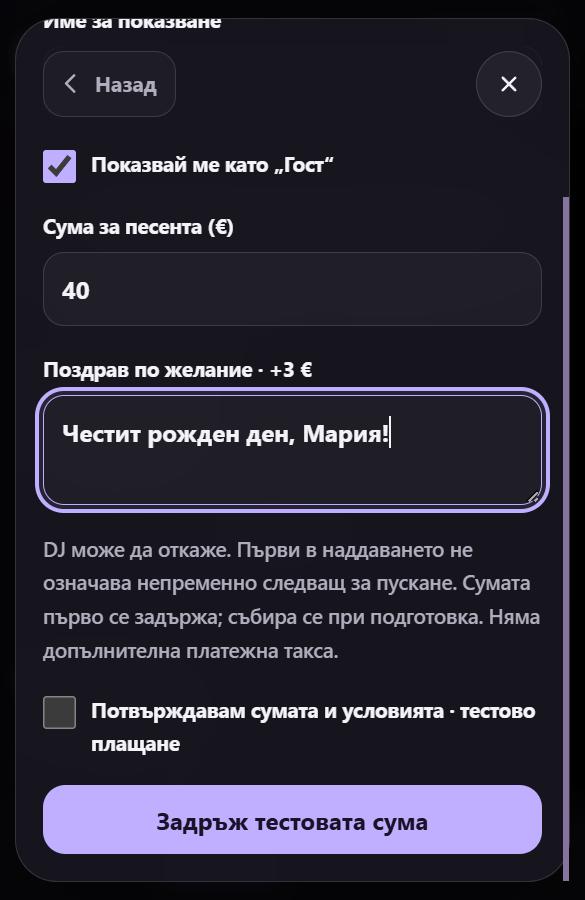 Име за показване
Назад
Показвай ме като „Гост“
Сума за песента (€)
40
Поздрав по желание · +3 €
Честит рожден ден, Мария!
DJ може да откаже. Първи в наддаването не
означава непременно следващ за пускане. Сумата
първо се задържа; събира се при подготовка. Няма
допълнителна платежна такса.
Потвърждавам сумата и условията · тестово
плащане
Задръж тестовата сума